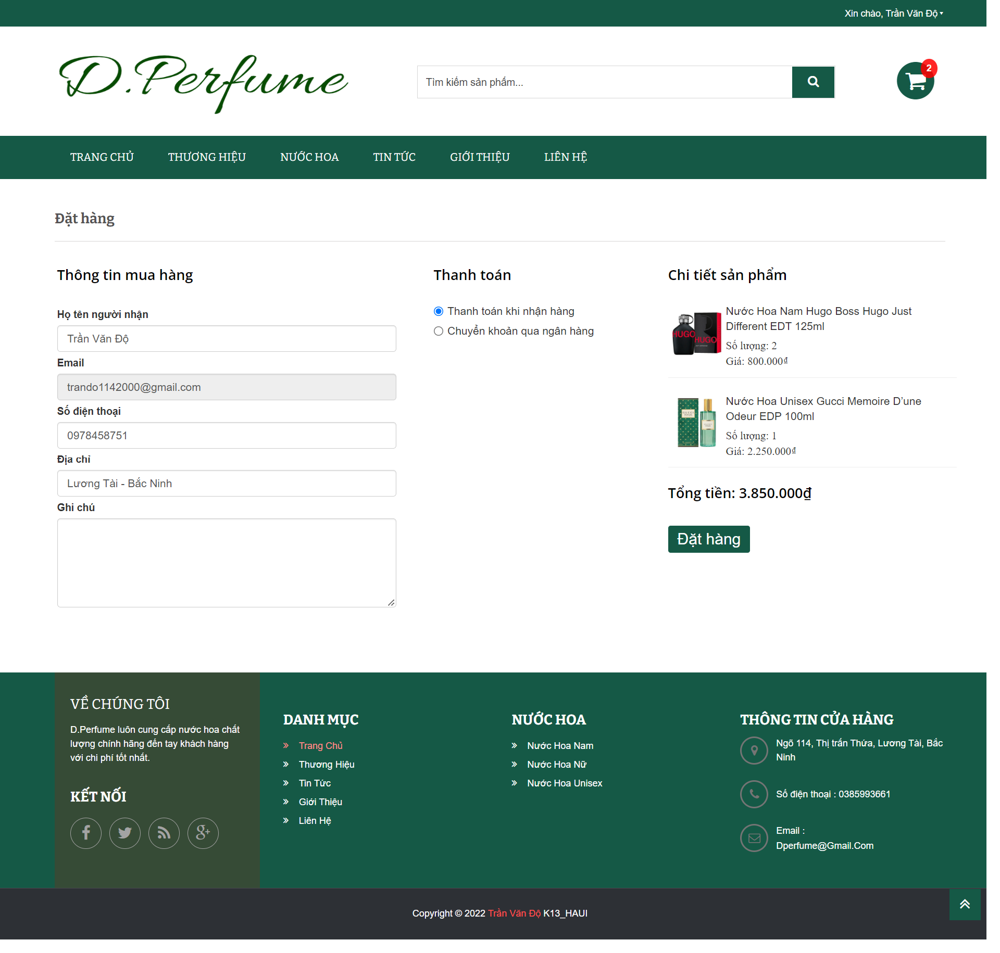 Xin chào, Trần Văn Độ
D.Perfume
Tìm kiếm sản phẩm...
2
TRANG CHỦ
THƯƠNG HIỆU
NƯỚC HOA
TIN TỨC
GIỚI THIỆU
LIÊN HỆ
Đặt hàng
Thông tin mua hàng
Họ tên người nhận
Trần Văn Độ
Email
trando1142000@gmail.com
Số điện thoại
0978458751
Địa chỉ
Lương Tài - Bắc Ninh
Ghi chú
Thanh toán
Thanh toán khi nhận hàng
Chuyển khoản qua ngân hàng
Chi tiết sản phẩm
HUGO
HUGO
Nước Hoa Nam Hugo Boss Hugo Just
Different EDT 125ml
Số lượng: 2
Giá: 800.000₫
GUCCI
Nước Hoa Unisex Gucci Memoire D’une
Odeur EDP 100ml
Số lượng: 1
Giá: 2.250.000₫
Tổng tiền: 3.850.000₫
Đặt hàng
VỀ CHÚNG TÔI
D.Perfume luôn cung cấp nước hoa chất
lượng chính hãng đến tay khách hàng
với chi phí tốt nhất.
KẾT NỐI
DANH MỤC
Trang Chủ
Thương Hiệu
Tin Tức
Giới Thiệu
Liên Hệ
NƯỚC HOA
Nước Hoa Nam
Nước Hoa Nữ
Nước Hoa Unisex
THÔNG TIN CỬA HÀNG
Ngõ 114, Thị trấn Thứa, Lương Tài, Bắc
Ninh
Số điện thoại : 0385993661
Email :
Dperfume@Gmail.Com
Copyright © 2022 Trần Văn Độ K13_HAUI